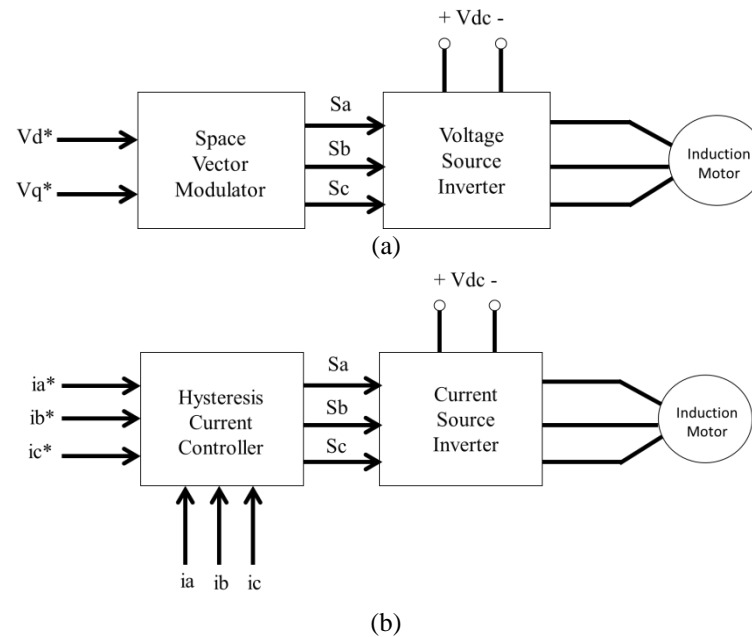 + Vdc -
Sa
Vd*
Space
Vector
Modulator
Sb
Voltage
Source
Inverter
Induction
Motor
Vq*
Sc
(a)
+ Vdc -
Sa
ia*
ib*
ic*
Hysteresis
Current
Controller
Sb
Sc
Current
Source
Inverter
Induction
Motor
ia ib ic
(b)